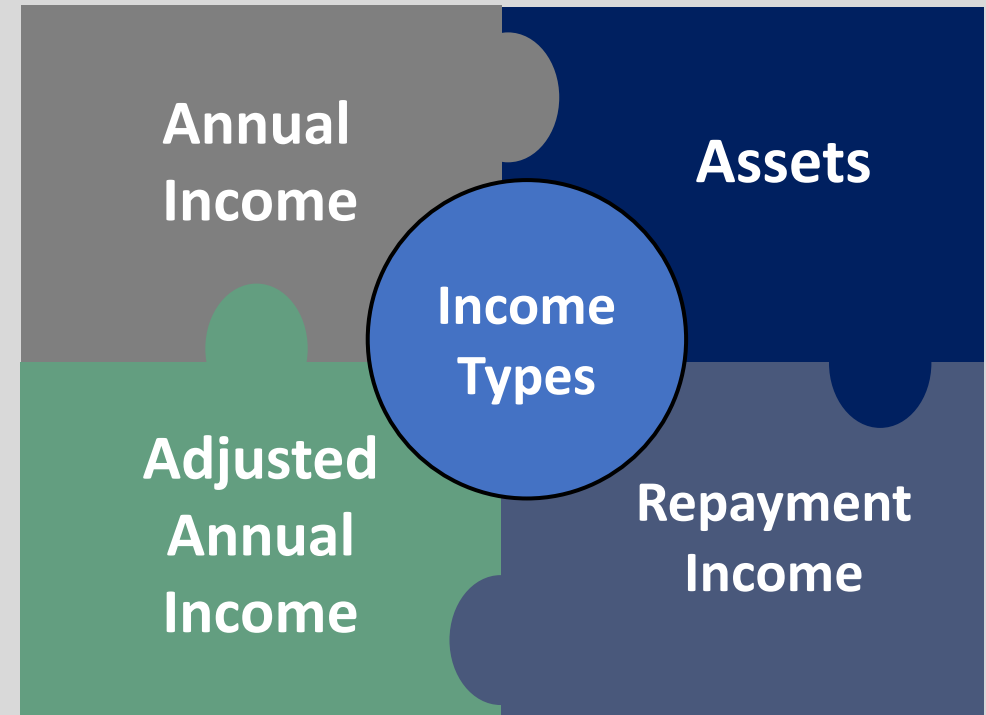 Annual
Income
Assets
Income
Types
Adjusted
Annual
Income
Repayment
Income